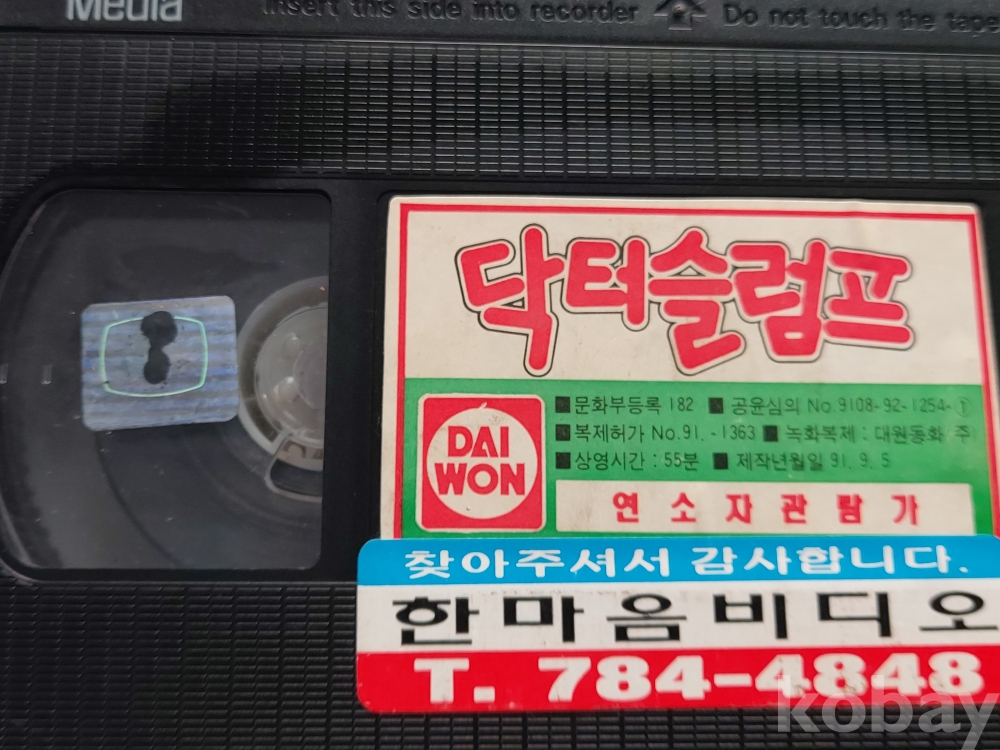 Media Insert this side into recorder Do not touch the tape
닥터슬럼프
DAI WON
■ 문화부등록 182 ■ 공윤심의 No.9108-92-1254-①
■ 복제허가 No.91. -1363 ■ 녹화복제 : 대원동화 주
■ 상영시간 : 55분 ■ 제작년월일 91. 9. 5
연소자관람가
찾아주셔서 감사합니다.
한마음비디오
T. 784-4848
kobay